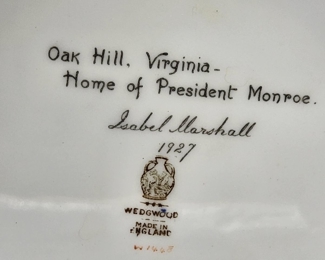 Oak Hill, Virginia-
Home of President Monroe.
Isabel Marshall
1927
WEDGWOOD
MADE IN
ENGLAND